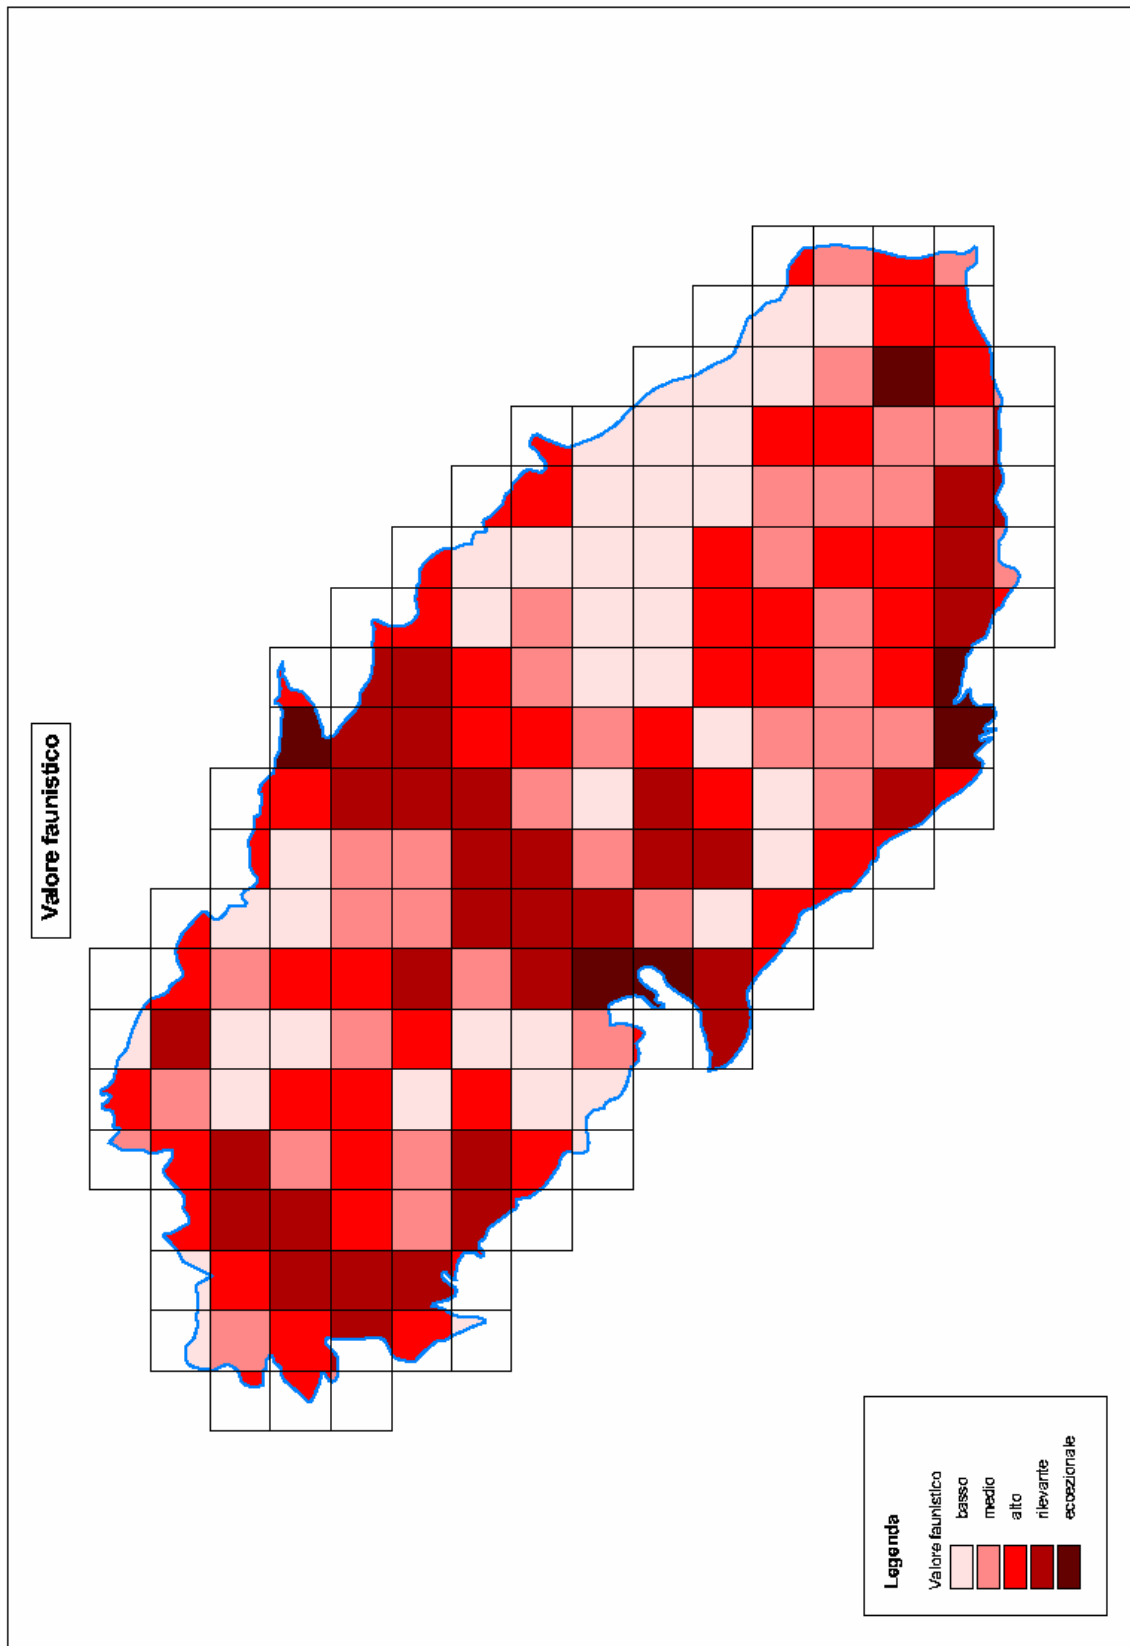 Valore faunistico
Legenda
Valore faunistico
basso
medio
alto
rilevante
eccezionale